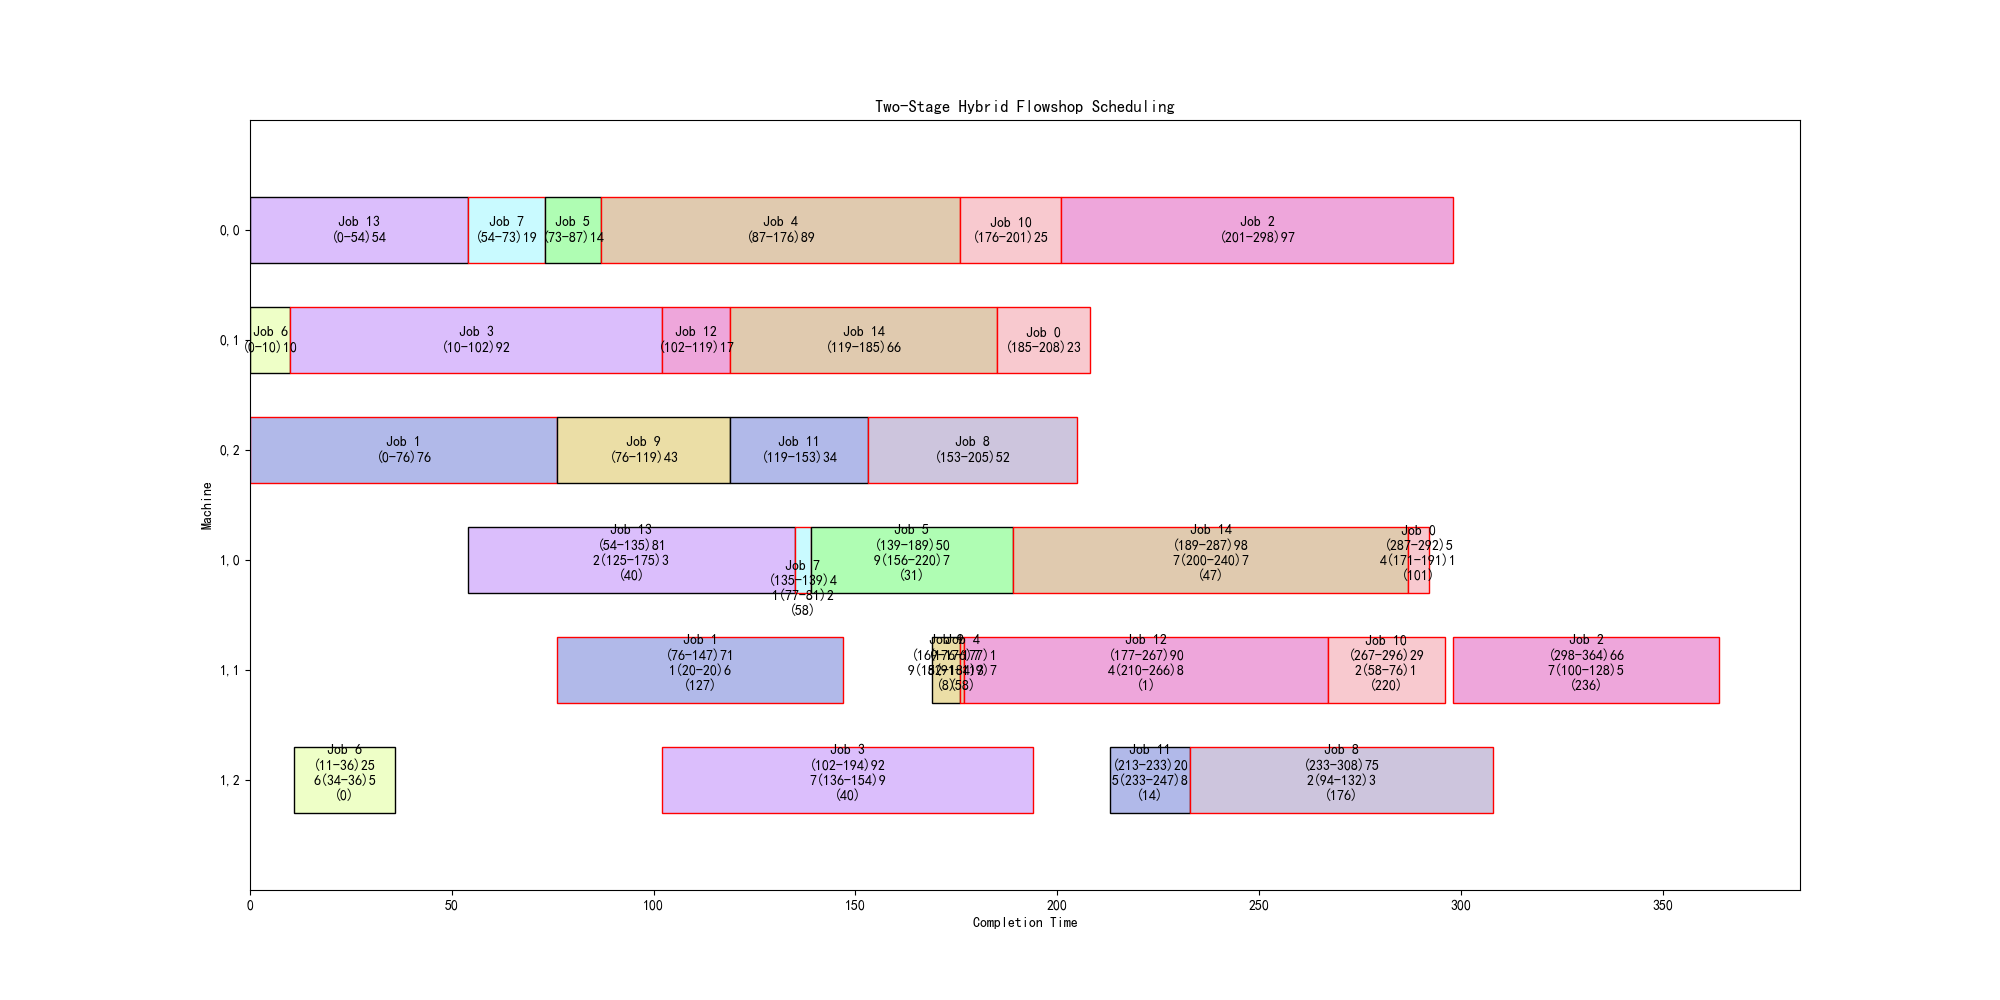 Two-Stage Hybrid Flowshop Scheduling
Machine
0,0
Job 13
(0-54)54
Job 7
(54-73)19
Job 5
(73-87)14
Job 4
(87-176)89
Job 10
(176-201)25
Job 2
(201-298)97
0,1
Job 6
(0-10)10
Job 3
(10-102)92
Job 12
(102-119)17
Job 14
(119-185)66
Job 0
(185-208)23
0,2
Job 1
(0-76)76
Job 9
(76-119)43
Job 11
(119-153)34
Job 8
(153-205)52
1,0
Job 13
(54-135)81
2(125-175)3
(40)
Job 7
(135-139)4
1(77-81)2
(58)
Job 5
(139-189)50
9(156-220)7
(31)
Job 14
(189-287)98
7(200-240)7
(47)
Job 0
(287-292)5
4(171-191)1
(101)
1,1
Job 1
(76-147)71
1(20-20)6
(127)
Job 9
(8)
Job 4
(58)
Job 12
(177-267)90
4(210-266)8
(1)
Job 10
(267-296)29
2(58-76)1
(220)
Job 2
(298-364)66
7(100-128)5
(236)
1,2
Job 6
(11-36)25
6(34-36)5
(0)
Job 3
(102-194)92
7(136-154)9
(40)
Job 11
(213-233)20
5(233-247)8
(14)
Job 8
(233-308)75
2(94-132)3
(176)
0
50
100
150
200
250
300
350
Completion Time